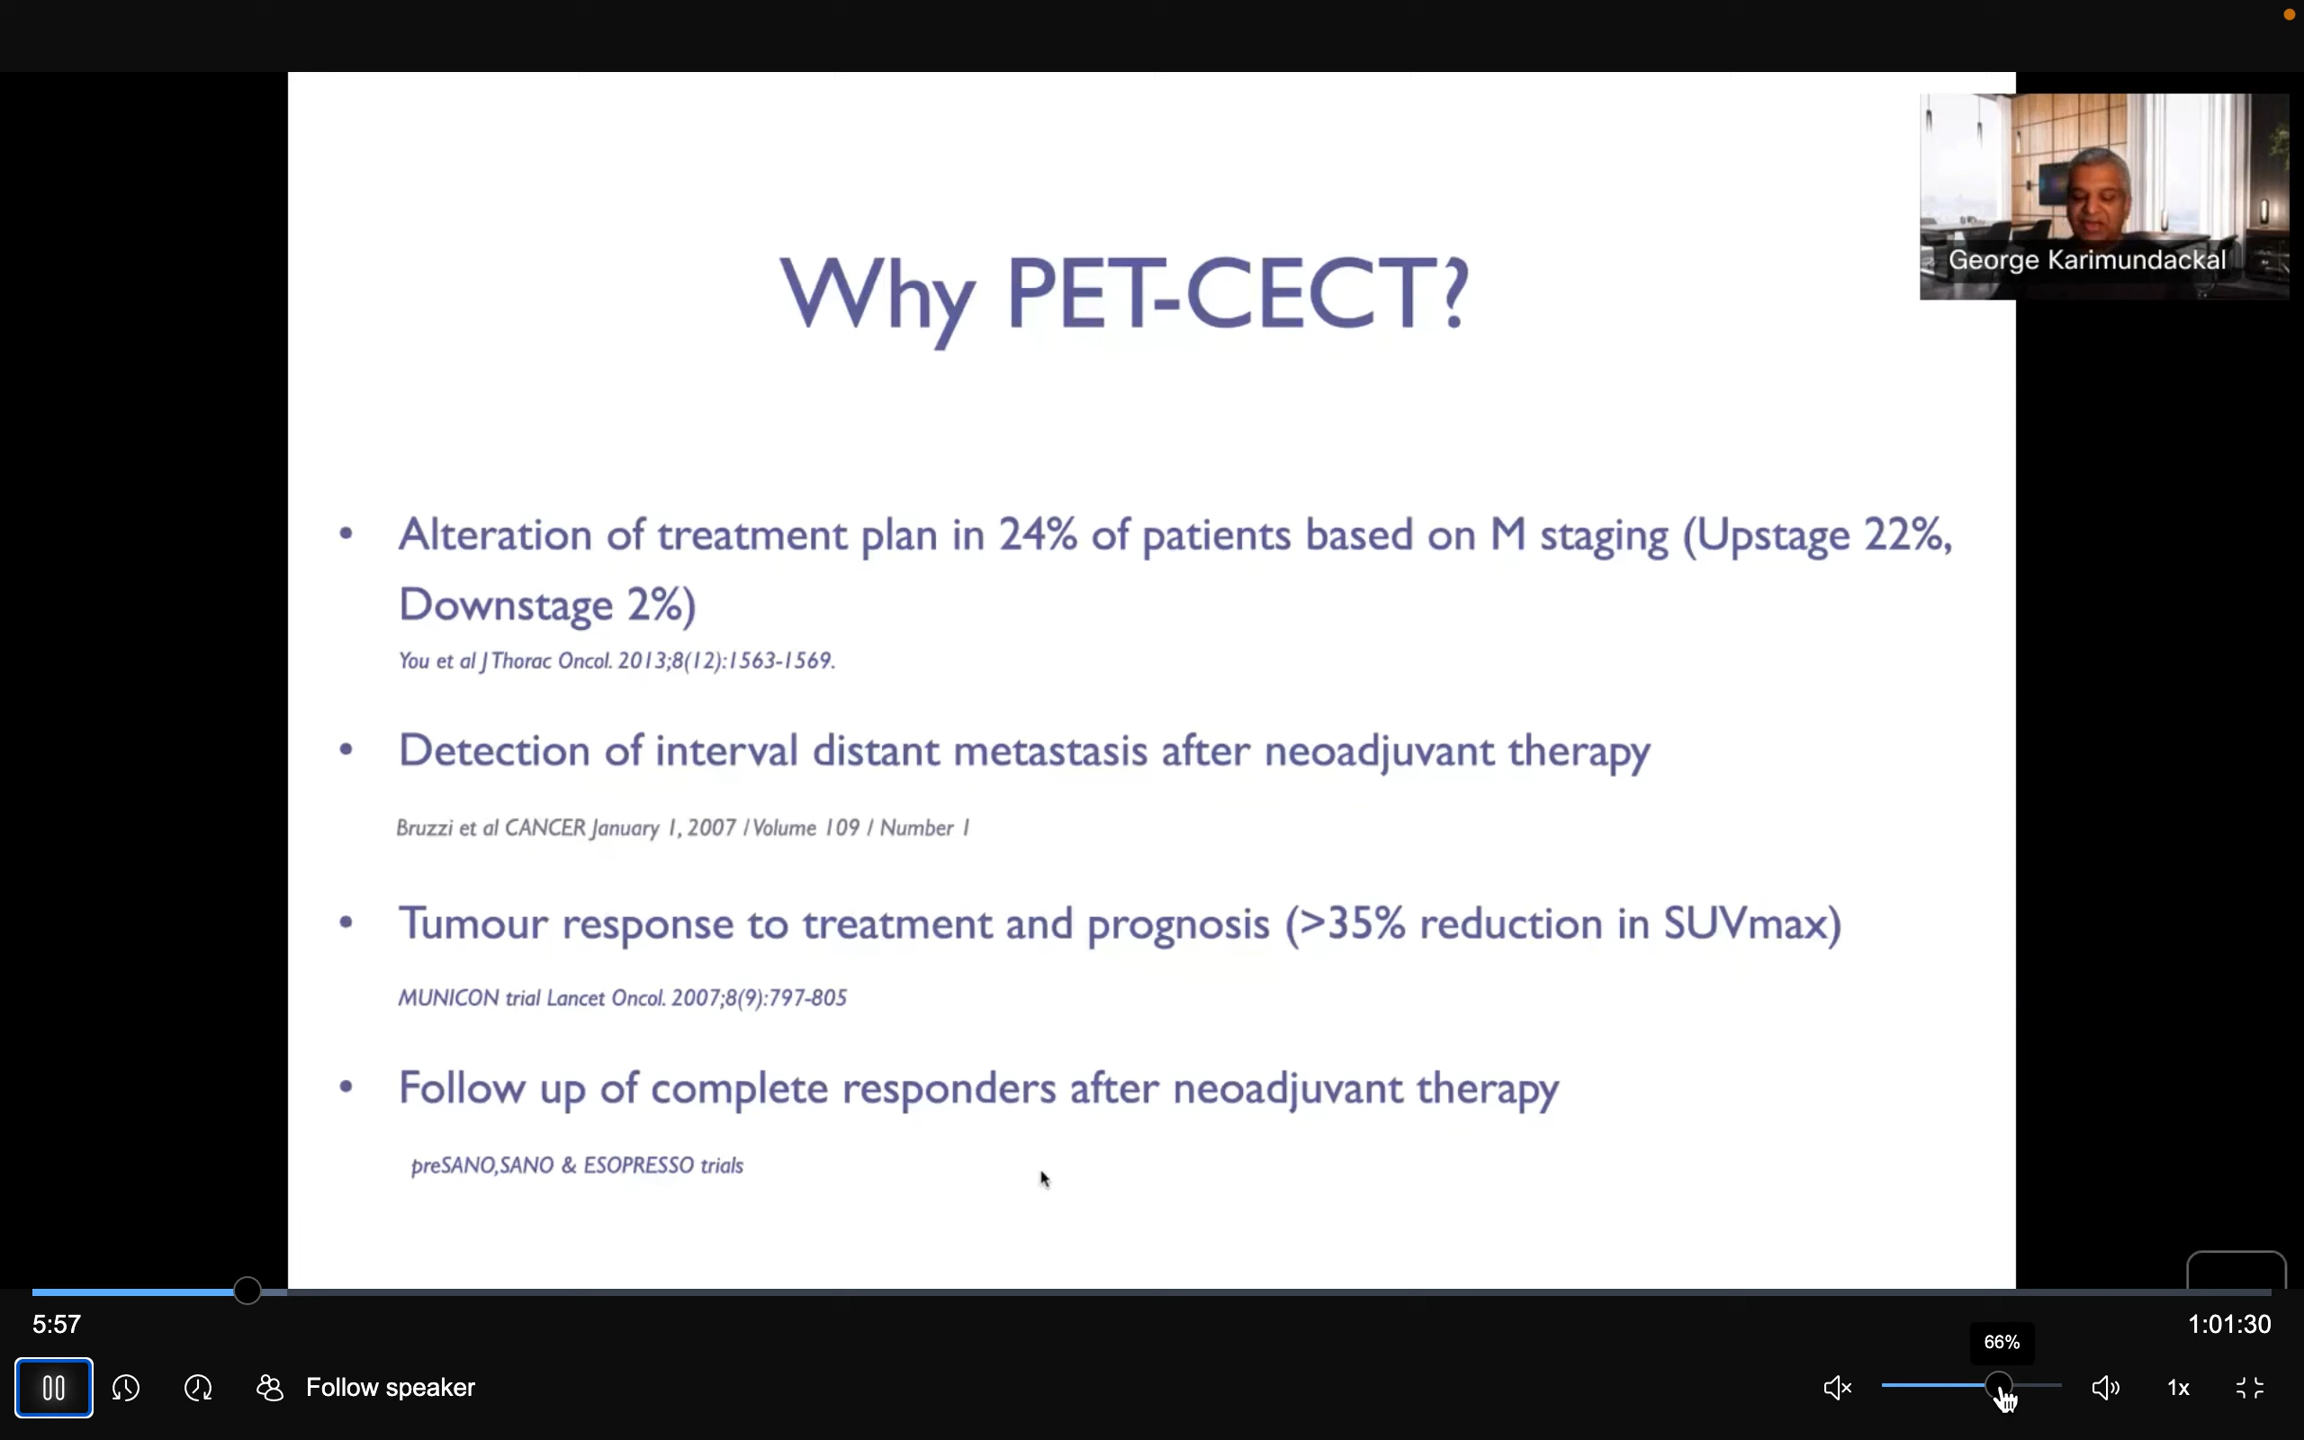 Why PET-CECT?
George Karimundackal
• Alteration of treatment plan in 24% of patients based on M staging (Upstage 22%,
Downstage 2%)
You et al J Thorac Oncol. 2013;8(12):1563-1569.
• Detection of interval distant metastasis after neoadjuvant therapy
Bruzzi et al CANCER January 1, 2007 / Volume 109 / Number 1
• Tumour response to treatment and prognosis (>35% reduction in SUVmax)
MUNICON trial Lancet Oncol. 2007;8(9):797-805
• Follow up of complete responders after neoadjuvant therapy
preSANO,SANO & ESOPRESSO trials
5:57
1:01:30
66%
Follow speaker
1x